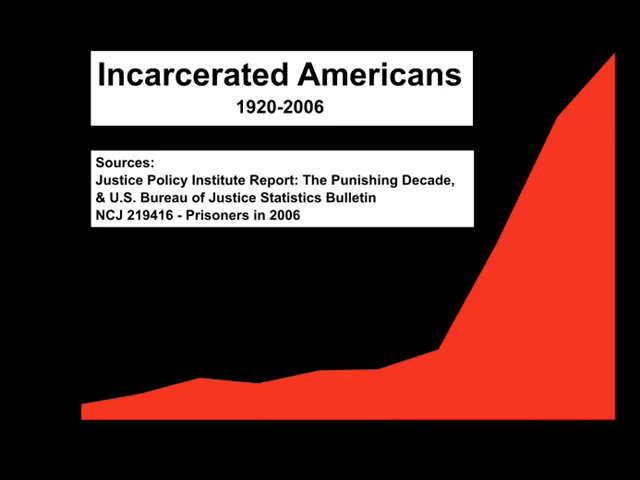 Incarcerated Americans
1920-2006
Sources:
Justice Policy Institute Report: The Punishing Decade,
& U.S. Bureau of Justice Statistics Bulletin
NCJ 219416 - Prisoners in 2006